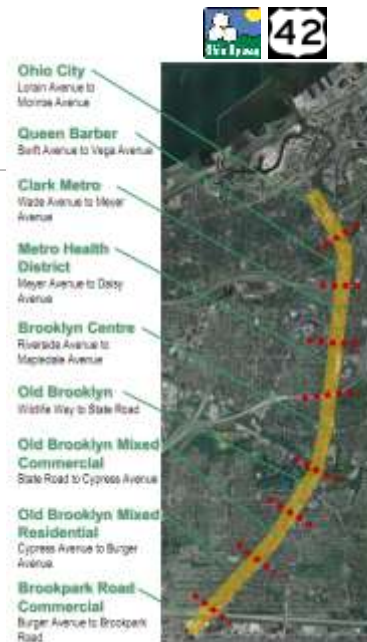 Ohio Byways
42
Ohio City
Lorain Avenue to
Monroe Avenue
Queen Barber
Swift Avenue to Vega Avenue
Clark Metro
Wade Avenue to Meyer
Avenue
Metro Health
District
Meyer Avenue to Daisy
Avenue
Brooklyn Centre
Riverside Avenue to
Mapledale Avenue
Old Brooklyn
Wildlife Way to State Road
Old Brooklyn Mixed
Commercial
State Road to Cypress Avenue
Old Brooklyn Mixed
Residential
Cypress Avenue to Burger
Avenue
Brookpark Road
Commercial
Burger Avenue to Brookpark
Road